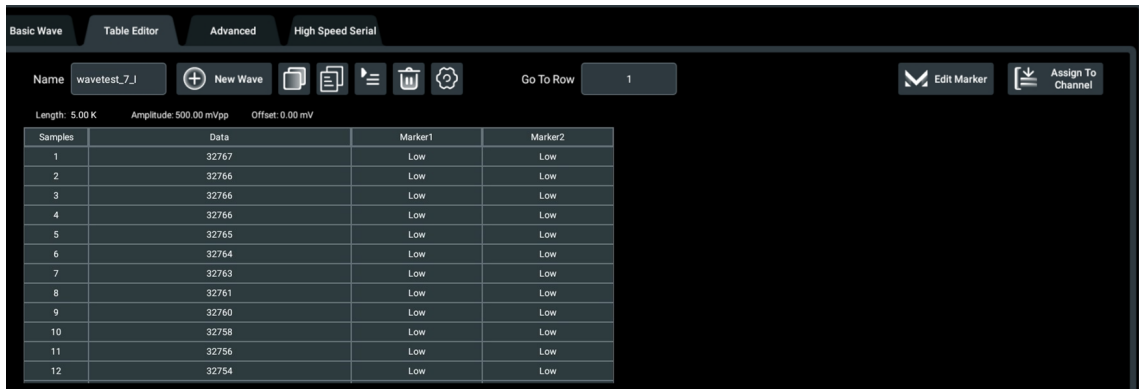 Basic Wave Table Editor Advanced High Speed Serial
Name wavetest_7_I New Wave Go To Row 1 Edit Marker Assign To
Channel
Length: 5.00 K Amplitude: 500.00 mVpp Offset: 0.00 mV
Samples Data Marker1 Marker2
1 32767 Low Low
2 32766 Low Low
3 32766 Low Low
4 32766 Low Low
5 32765 Low Low
6 32764 Low Low
7 32763 Low Low
8 32761 Low Low
9 32760 Low Low
10 32758 Low Low
11 32756 Low Low
12 32754 Low Low